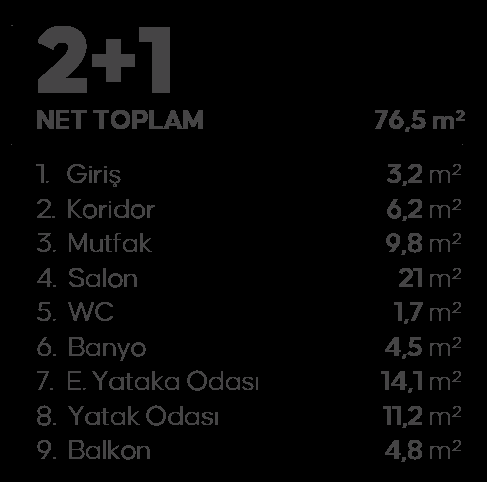 2+1
NET TOPLAM 76,5 m²
1. Giriş 3,2 m²
2. Koridor 6,2 m²
3. Mutfak 9,8 m²
4. Salon 21 m²
5. WC 1,7 m²
6. Banyo 4,5 m²
7. E. Yataka Odası 14,1 m²
8. Yatak Odası 11,2 m²
9. Balkon 4,8 m²